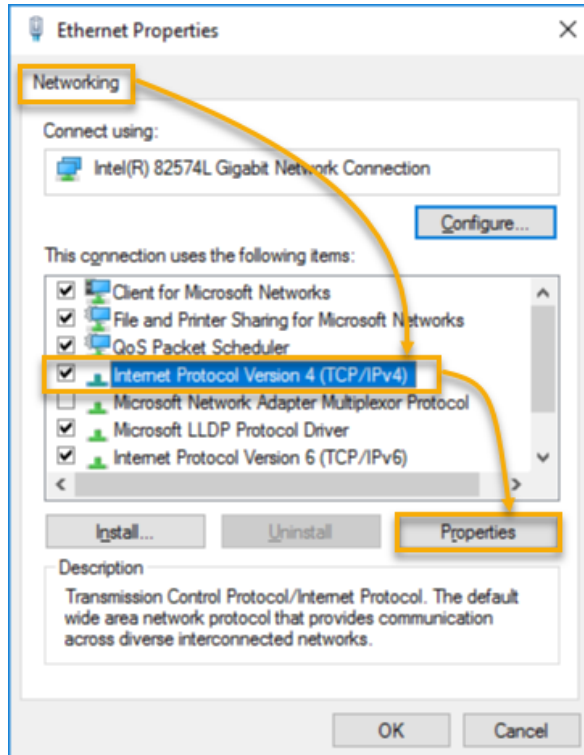 Ethernet Properties
Networking
Connect using:
Intel(R) 82574L Gigabit Network Connection
Configure...
This connection uses the following items:
Client for Microsoft Networks
File and Printer Sharing for Microsoft Networks
QoS Packet Scheduler
Internet Protocol Version 4 (TCP/IPv4)
Microsoft Network Adapter Multiplexor Protocol
Microsoft LLDP Protocol Driver
Internet Protocol Version 6 (TCP/IPv6)
Install... Uninstall Properties
Description
Transmission Control Protocol/Internet Protocol. The default
wide area network protocol that provides communication
across diverse interconnected networks.
OK Cancel